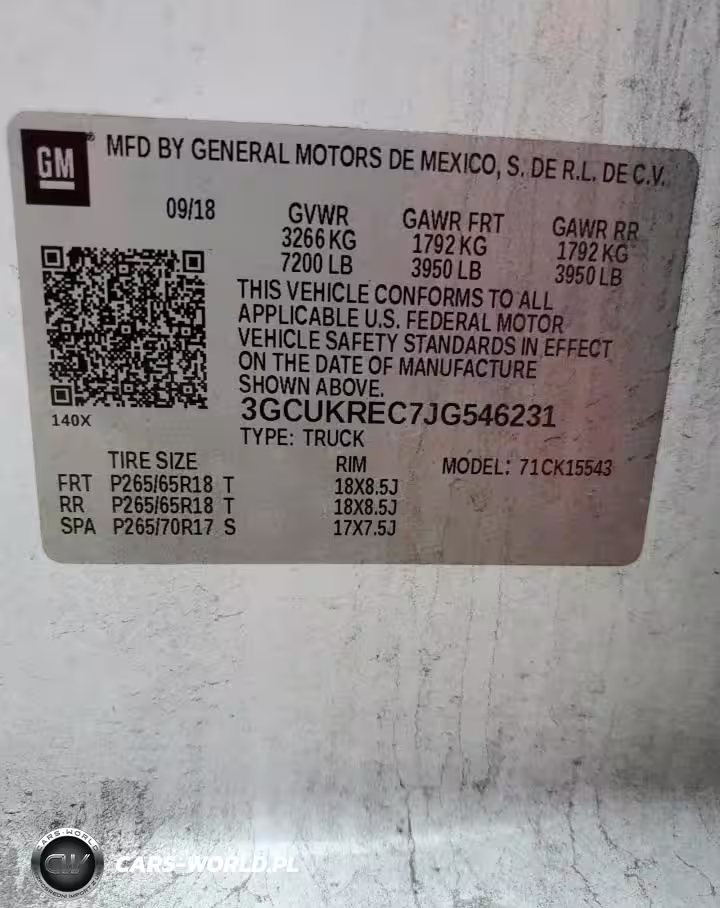 GM
MFD BY GENERAL MOTORS DE MEXICO, S. DE R.L. DE C.V.
09/18 GVWR GAWR FRT GAWR RR
3266 KG 1792 KG 1792 KG
7200 LB 3950 LB 3950 LB
THIS VEHICLE CONFORMS TO ALL
APPLICABLE U.S. FEDERAL MOTOR
VEHICLE SAFETY STANDARDS IN EFFECT
ON THE DATE OF MANUFACTURE
SHOWN ABOVE.
140X 3GCUKREC7JG546231
TYPE: TRUCK
TIRE SIZE RIM MODEL: 71CK15543
FRT P265/65R18 T 18X8.5J
RR P265/65R18 T 18X8.5J
SPA P265/70R17 S 17X7.5J
CARS-WORLD
CARS-WORLD.PL